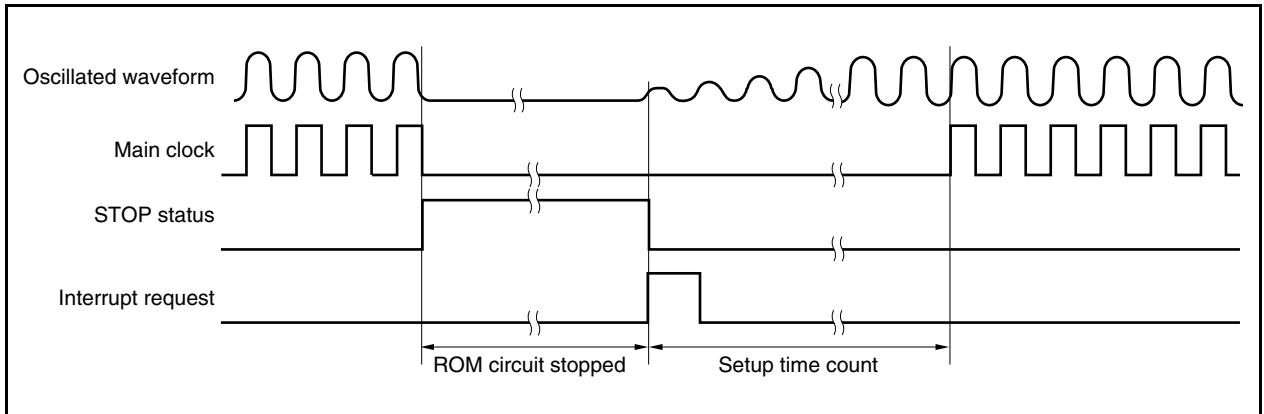 Oscillated waveform
Main clock
STOP status
Interrupt request
ROM circuit stopped
Setup time count